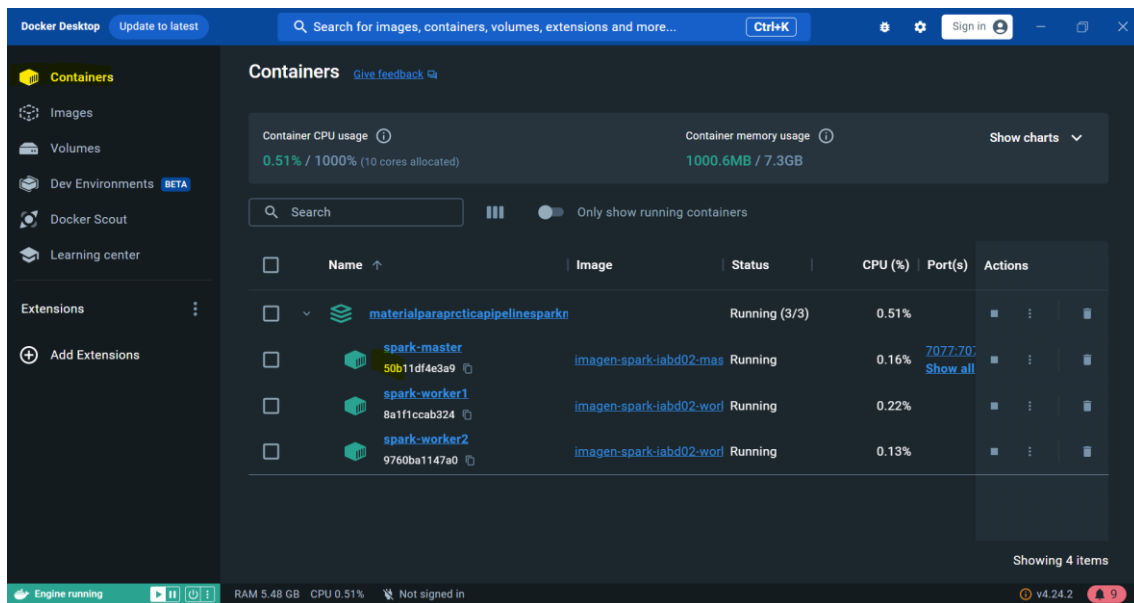 Docker Desktop Update to latest Search for images, containers, volumes, extensions and more... Ctrl+K Sign in
Containers
Images
Volumes
Dev Environments BETA
Docker Scout
Learning center
Extensions
Add Extensions
Containers Give feedback
Container CPU usage
0.51% / 1000% (10 cores allocated)
Container memory usage
1000.6MB / 7.3GB
Show charts
Search Only show running containers
Name Image Status CPU (%) Port(s) Actions
materialparaprcticapipelinesparkn Running (3/3) 0.51%
spark-master
50b11df4e3a9
imagen-spark-iabd02-mas Running 0.16% 7077:707
Show all
spark-worker1
8a1f1ccab324
imagen-spark-iabd02-worl Running 0.22%
spark-worker2
9760ba1147a0
imagen-spark-iabd02-worl Running 0.13%
Showing 4 items
Engine running RAM 5.48 GB CPU 0.51% Not signed in v4.24.2 9